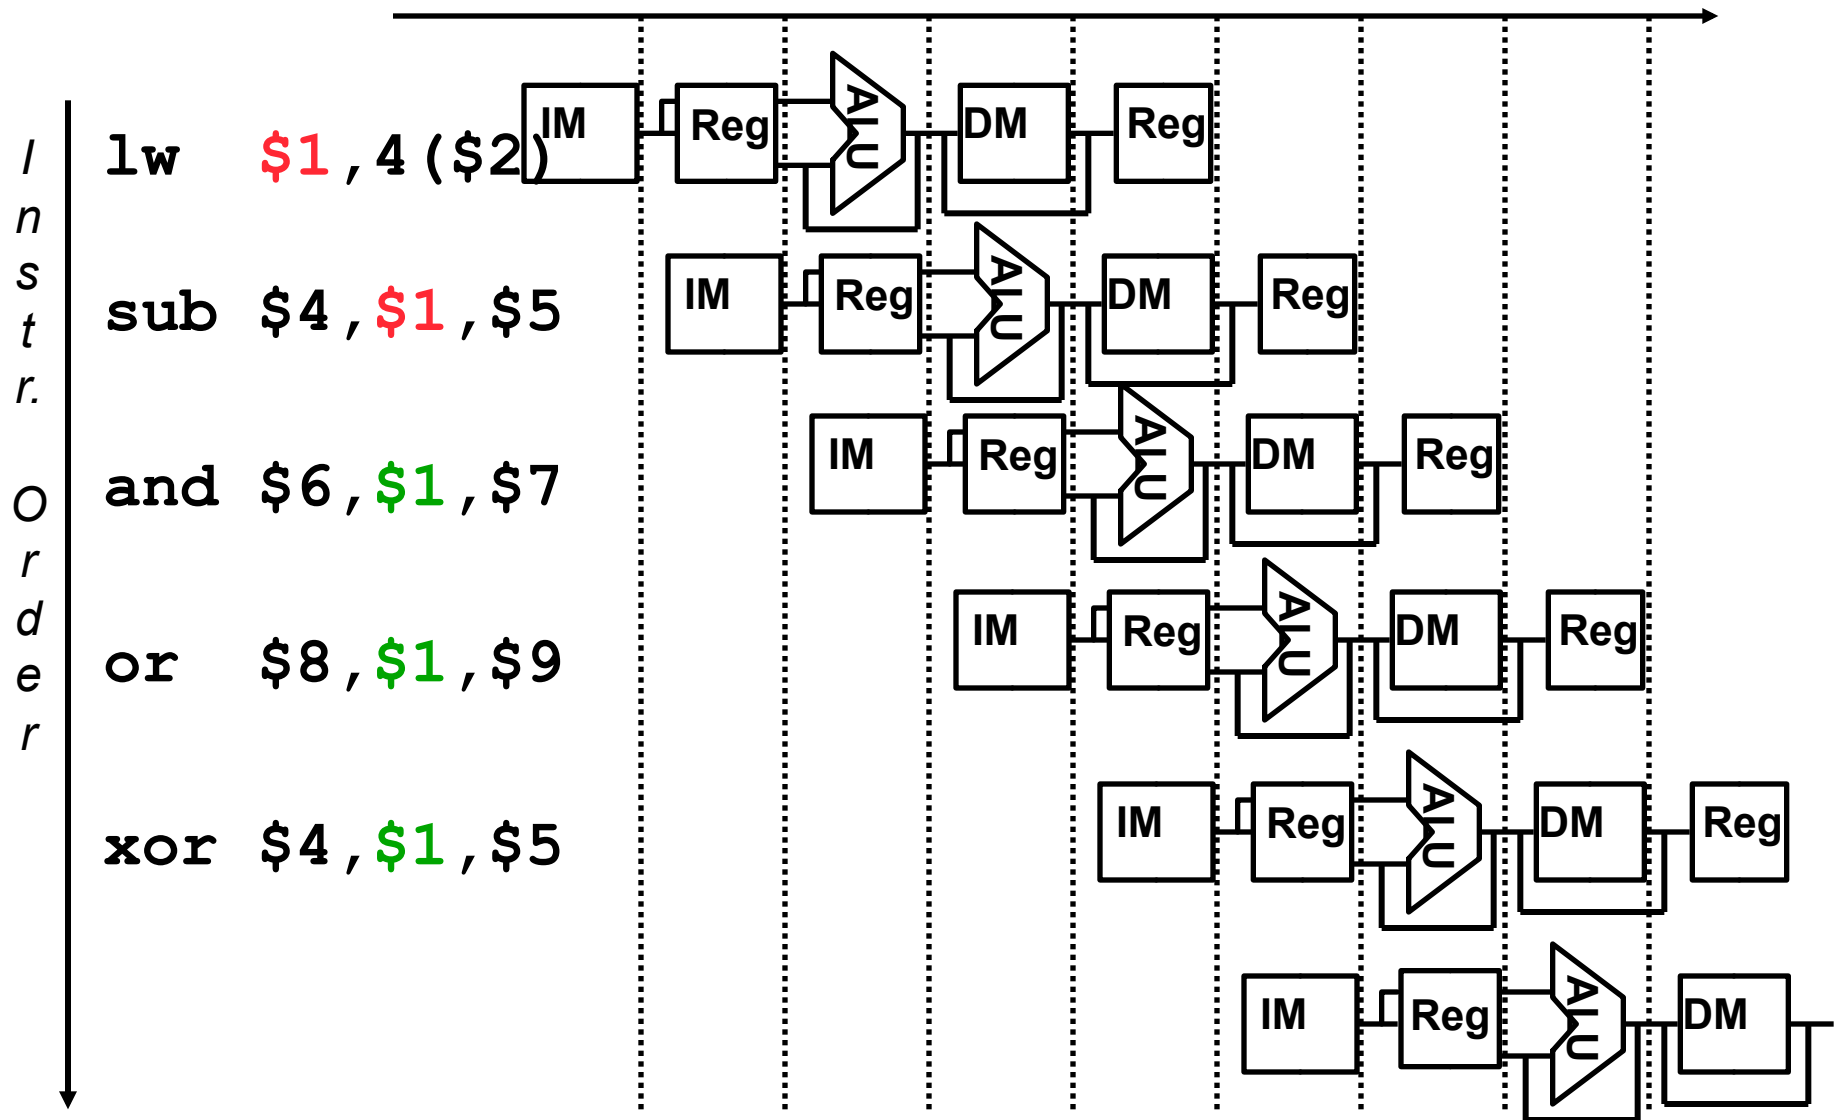 Instr. Order
lw $1,4($2) IM Reg ALU DM Reg
sub $4,$1,$5 IM Reg ALU DM Reg
and $6,$1,$7 IM Reg ALU DM Reg
or $8,$1,$9 IM Reg ALU DM Reg
xor $4,$1,$5 IM Reg ALU DM Reg
IM Reg ALU DM